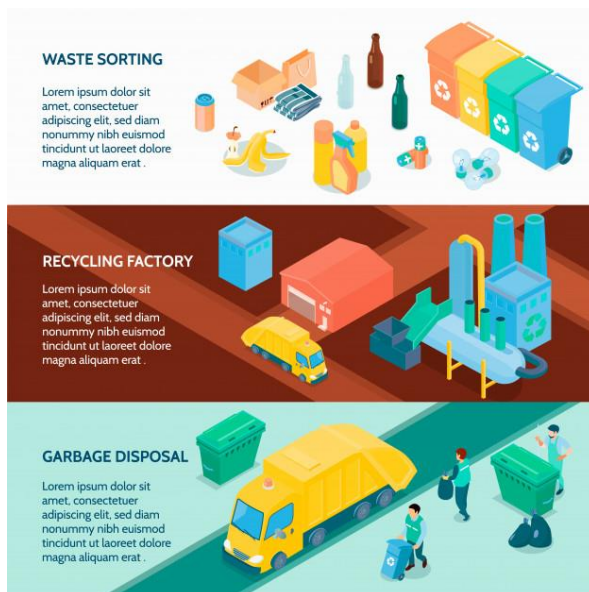 WASTE SORTING
Lorem ipsum dolor sit
amet, consectetuer
adipiscing elit, sed diam
nonummy nibh euismod
tincidunt ut laoreet dolore
magna aliquam erat .
RECYCLING FACTORY
Lorem ipsum dolor sit
amet, consectetuer
adipiscing elit, sed diam
nonummy nibh euismod
tincidunt ut laoreet dolore
magna aliquam erat .
GARBAGE DISPOSAL
Lorem ipsum dolor sit
amet, consectetuer
adipiscing elit, sed diam
nonummy nibh euismod
tincidunt ut laoreet dolore
magna aliquam erat .